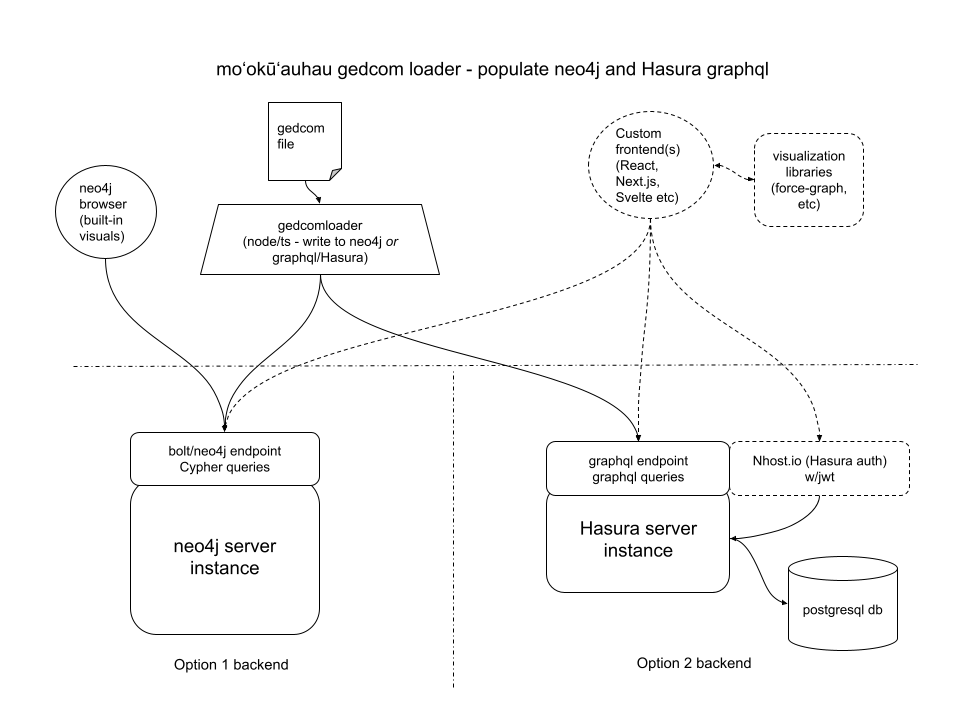 moʻokūʻauhau gedcom loader - populate neo4j and Hasura graphql
gedcom
file
neo4j
browser
(built-in
visuals)
gedcomloader
(node/ts - write to neo4j or
graphql/Hasura)
Custom
frontend(s)
(React,
Next.js,
Svelte etc)
visualization
libraries
(force-graph,
etc)
bolt/neo4j endpoint
Cypher queries
neo4j server
instance
Option 1 backend
graphql endpoint
graphql queries
Hasura server
instance
Nhost.io (Hasura auth)
w/jwt
postgresql db
Option 2 backend